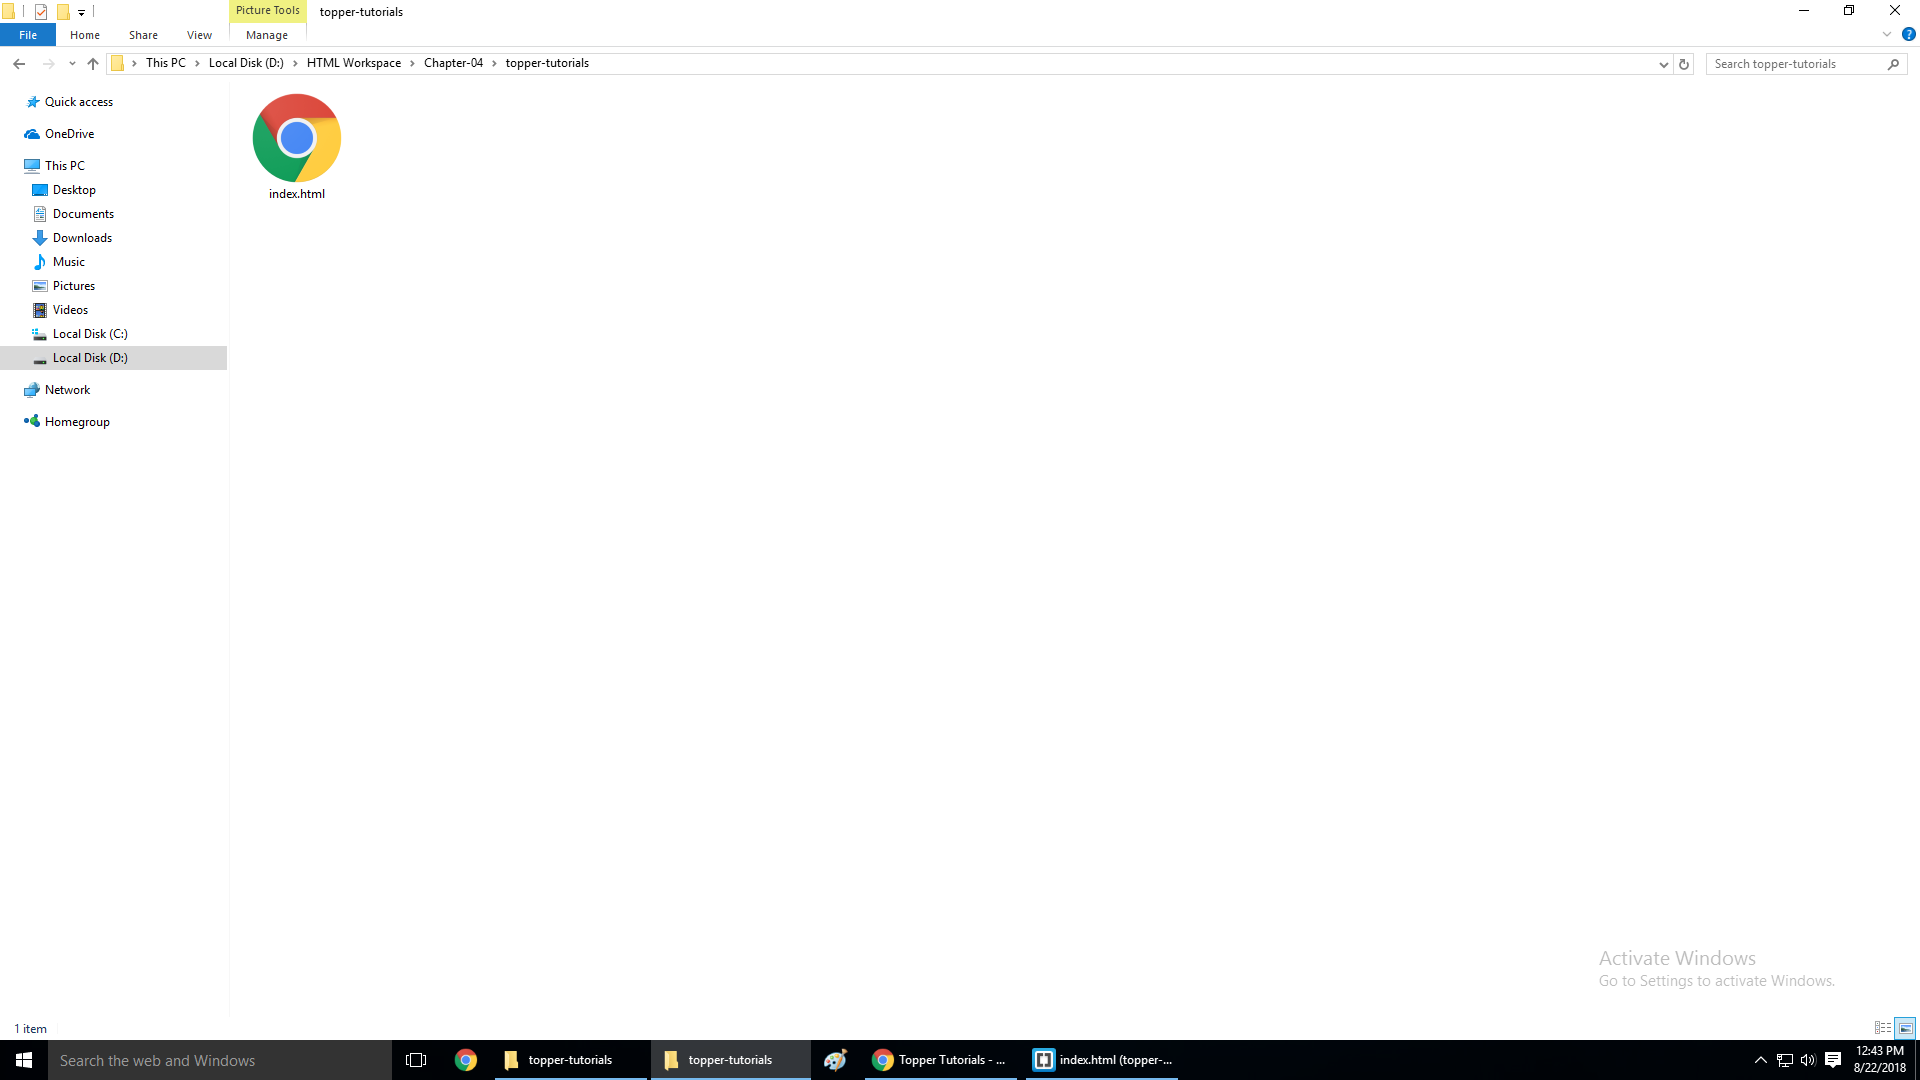 Picture Tools
topper-tutorials
File
Home
Share
View
Manage
This PC
Local Disk (D:)
HTML Workspace
Chapter-04
topper-tutorials
Search topper-tutorials
Quick access
OneDrive
This PC
Desktop
Documents
Downloads
Music
Pictures
Videos
Local Disk (C:)
Local Disk (D:)
Network
Homegroup
index.html
Activate Windows
Go to Settings to activate Windows.
1 item
Search the web and Windows
topper-tutorials
topper-tutorials
Topper Tutorials - ...
index.html (topper-...
12:43 PM
8/22/2018